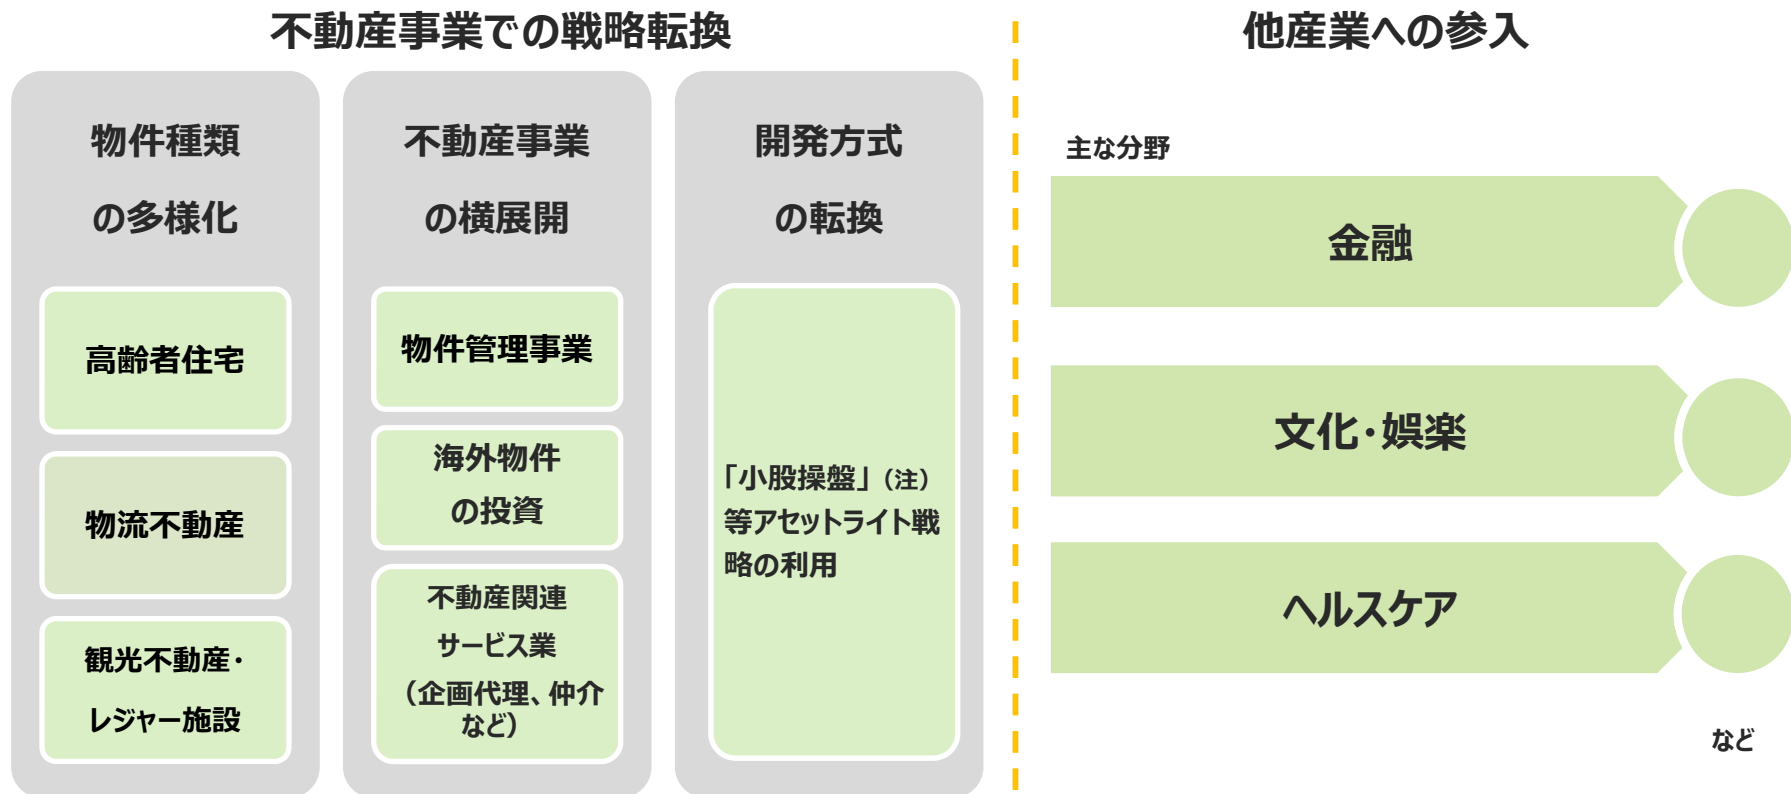 不動産事業での戦略転換
物件種類
の多様化
高齢者住宅
物流不動産
観光不動産・
レジャー施設
不動産事業
の横展開
物件管理事業
海外物件
の投資
不動産関連
サービス業
（企画代理、仲介
など）
開発方式
の転換
「小股操盤」（注）
等アセットライト戦
略の利用
他産業への参入
主な分野
金融
文化・娯楽
ヘルスケア
など